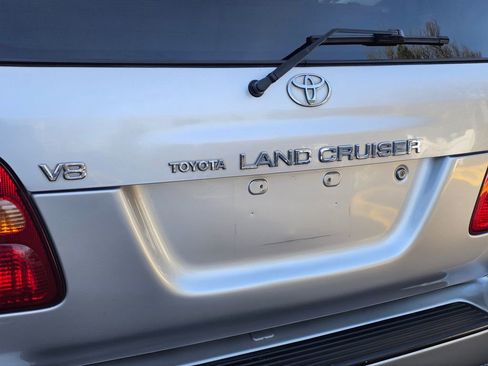 V8 TOYOTA LAND CRUISER